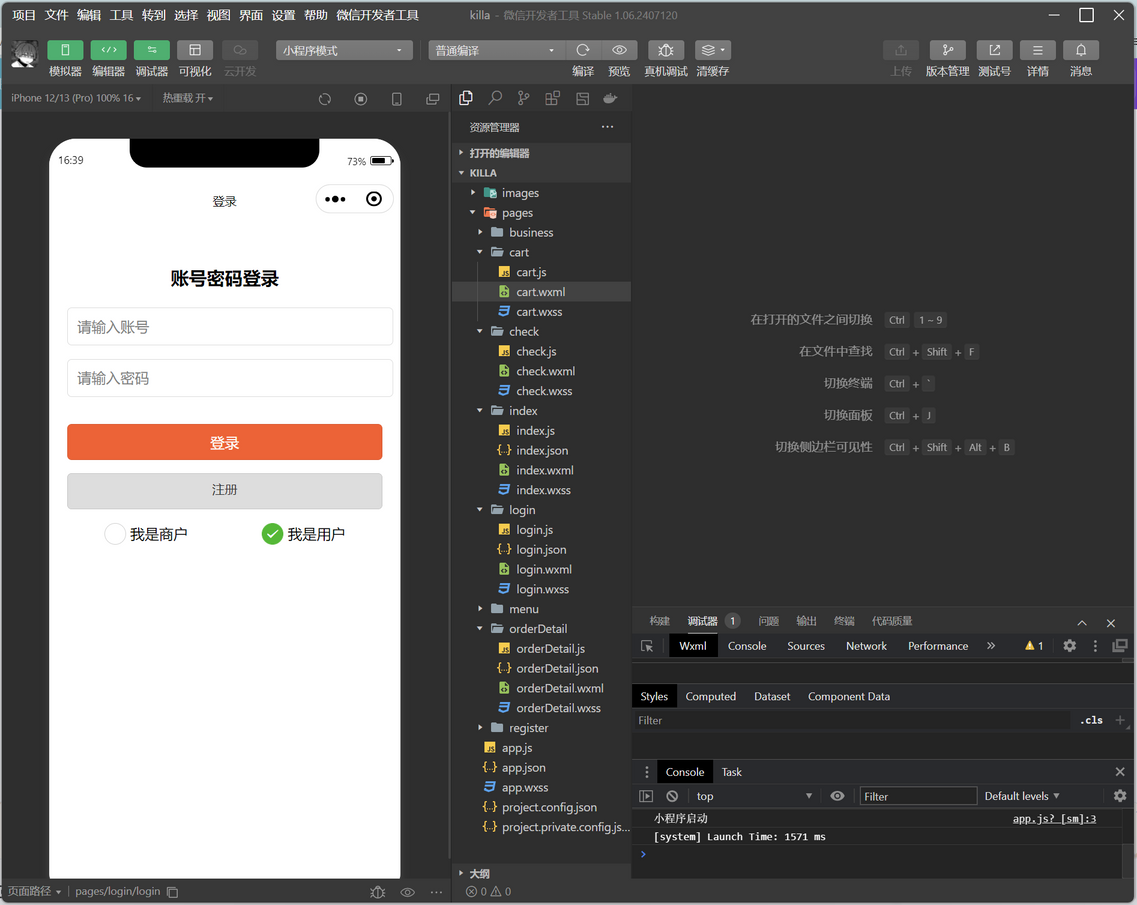 项目 文件 编辑 工具 转到 选择 视图 界面 设置 帮助 微信开发者工具
killa - 微信开发者工具 Stable 1.06.2407120
小程序模式
普通编译
模拟器 编辑器 调试器 可视化 云开发
编译 预览 真机调试 清缓存
上传 版本管理 测试号 详情 消息
iPhone 12/13 (Pro) 100% 16
热重载 开
16:39
73%
登录
账号密码登录
请输入账号
请输入密码
登录
注册
我是商户
我是用户
页面路径
pages/login/login
资源管理器
打开的编辑器
KILLA
images
pages
business
cart
JS cart.js
cart.wxml
cart.wxss
check
JS check.js
check.wxml
check.wxss
index
JS index.js
{..} index.json
index.wxml
index.wxss
login
JS login.js
{..} login.json
login.wxml
login.wxss
menu
orderDetail
JS orderDetail.js
{..} orderDetail.json
orderDetail.wxml
orderDetail.wxss
register
JS app.js
{..} app.json
app.wxss
{..} project.config.json
{..} project.private.config.js...
大纲
0 0
在打开的文件之间切换 Ctrl 1 ~ 9
在文件中查找 Ctrl + Shift + F
切换终端 Ctrl + `
切换面板 Ctrl + J
切换侧边栏可见性 Ctrl + Shift + Alt + B
构建 调试器 1 问题 输出 终端 代码质量
Wxml Console Sources Network Performance » 1
Styles Computed Dataset Component Data
Filter .cls +
Console Task
top Filter Default levels
小程序启动 app.js? [sm]:3
[system] Launch Time: 1571 ms
>